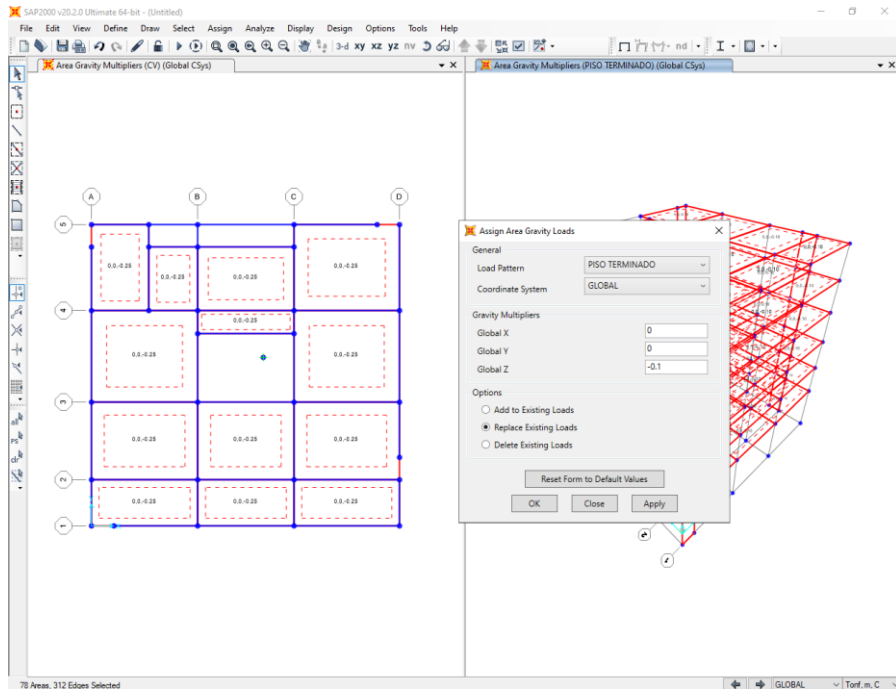 SAP2000 v20.2.0 Ultimate 64-bit - (Untitled)
File Edit View Define Draw Select Assign Analyze Display Design Options Tools Help
3-d xy xz yz nv
nd
Area Gravity Multipliers (CV) (Global CSys)
Area Gravity Multipliers (PISO TERMINADO) (Global CSys)
A B C D
5
0,0,-0.25
0,0,-0.25
0,0,-0.25
0,0,-0.25
4
0,0,-0.25
0,0,-0.25
0,0,-0.25
3
0,0,-0.25
0,0,-0.25
0,0,-0.25
2
0,0,-0.25
0,0,-0.25
0,0,-0.25
1
all
ps
clr
Assign Area Gravity Loads
General
Load Pattern PISO TERMINADO
Coordinate System GLOBAL
Gravity Multipliers
Global X 0
Global Y 0
Global Z -0.1
Options
Add to Existing Loads
Replace Existing Loads
Delete Existing Loads
Reset Form to Default Values
OK Close Apply
78 Areas, 312 Edges Selected
GLOBAL Tonf, m, C